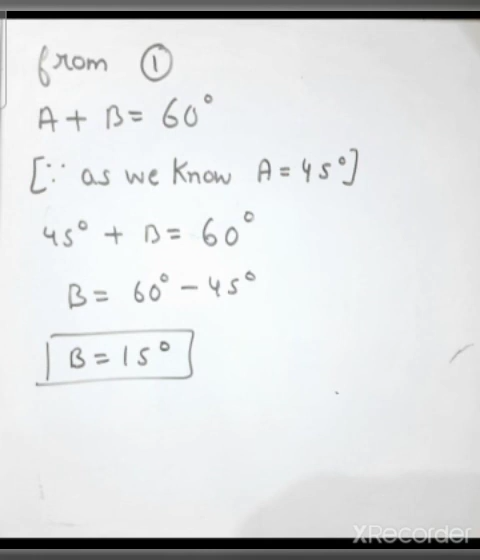 from ①
A + B = 60°
[∵ as we know A = 45°]
45° + B = 60°
B = 60° - 45°
B = 15°
XRecorder